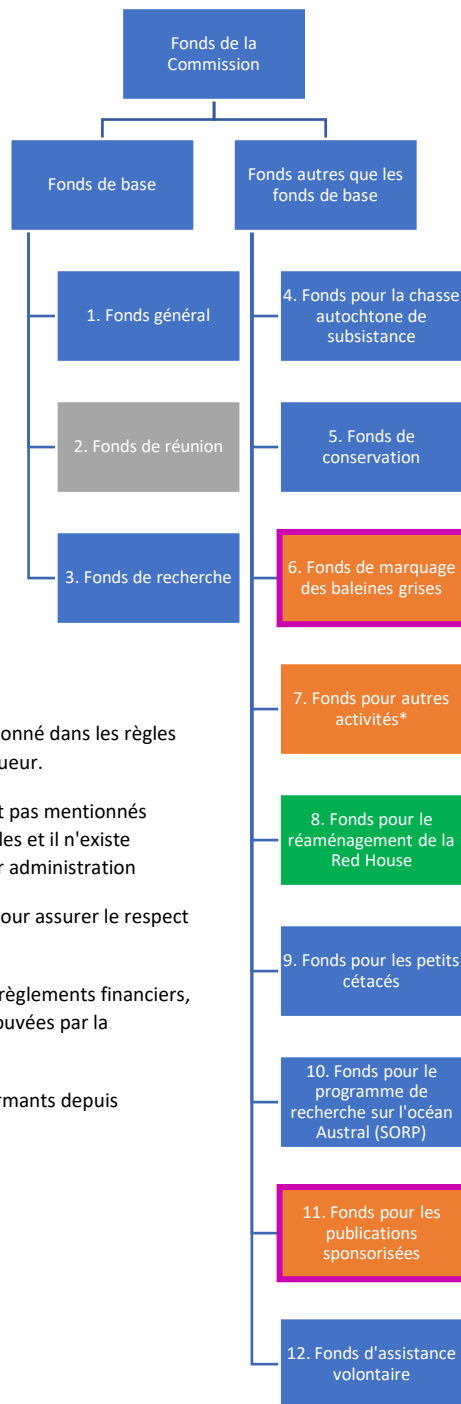 Fonds de la
Commission
Fonds de base
Fonds autres que les
fonds de base
1. Fonds général
2. Fonds de réunion
3. Fonds de recherche
4. Fonds pour la chasse
autochtone de
subsistance
5. Fonds de
conservation
6. Fonds de marquage
des baleines grises
7. Fonds pour autres
activités*
8. Fonds pour le
réaménagement de la
Red House
9. Fonds pour les petits
cétacés
10. Fonds pour le
programme de
recherche sur l'océan
Austral (SORP)
11. Fonds pour les
publications
sponsorisées
12. Fonds d'assistance
volontaire
onné dans les règles
ueur.
t pas mentionnés
les et il n'existe
r administration
our assurer le respect
règlements financiers,
ouvées par la
rmants depuis